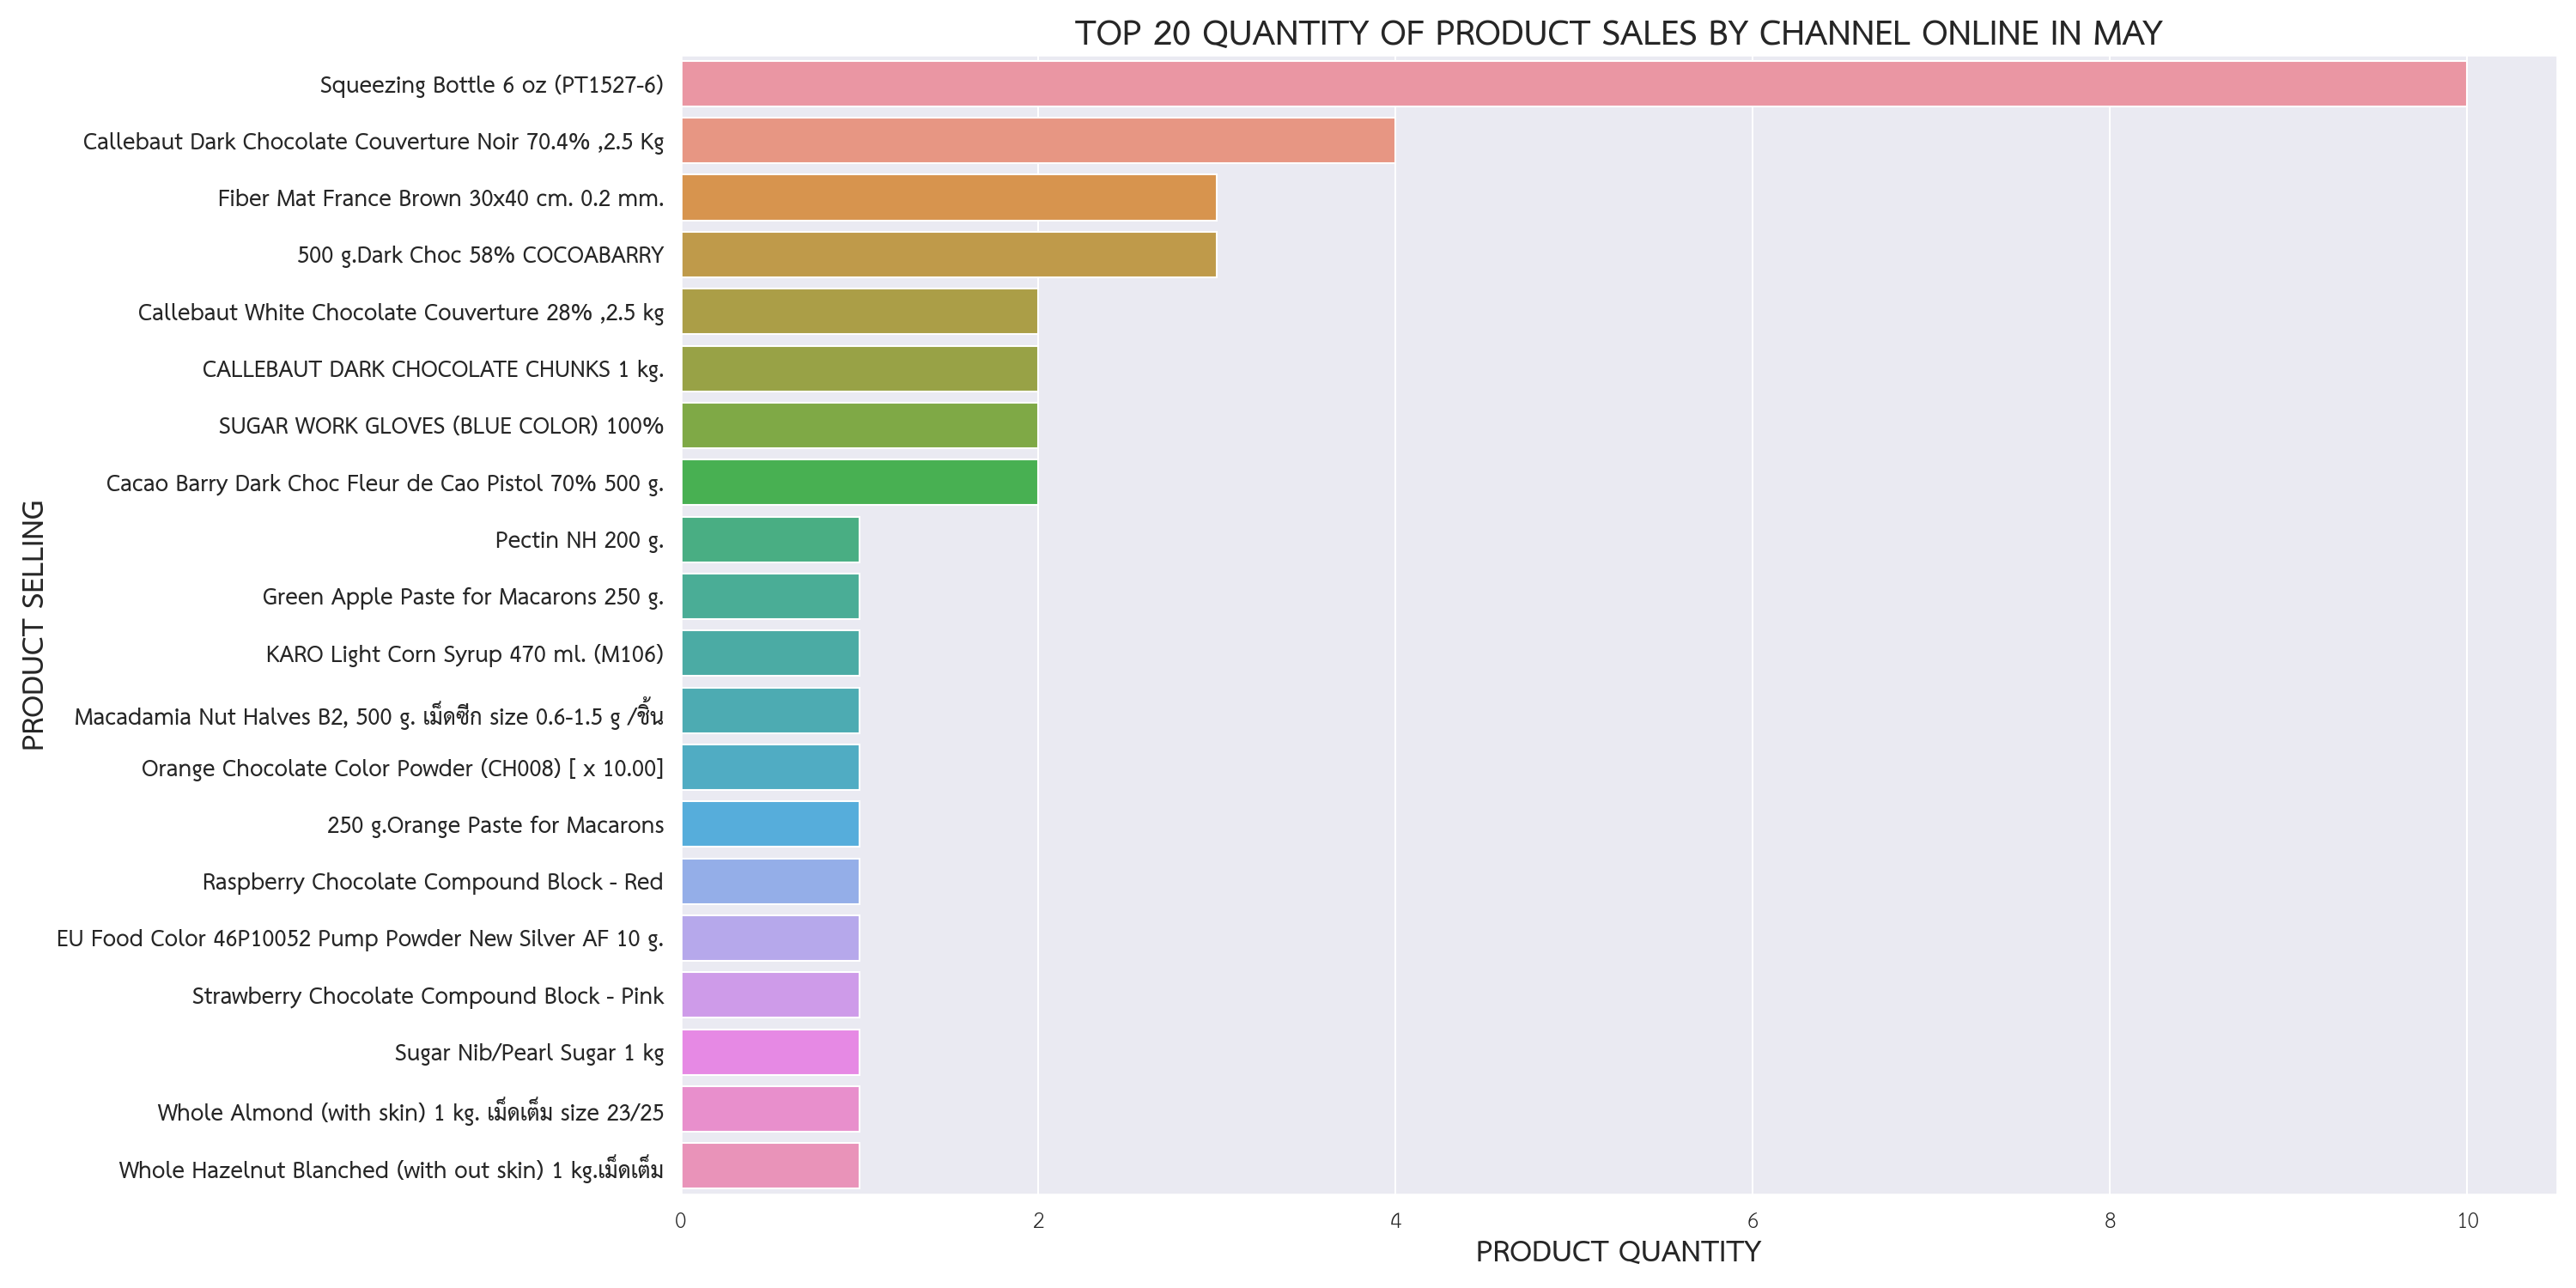 TOP 20 QUANTITY OF PRODUCT SALES BY CHANNEL ONLINE IN MAY
PRODUCT SELLING
Squeezing Bottle 6 oz (PT1527-6)
Callebaut Dark Chocolate Couverture Noir 70.4% ,2.5 Kg
Fiber Mat France Brown 30x40 cm. 0.2 mm.
500 g.Dark Choc 58% COCOABARRY
Callebaut White Chocolate Couverture 28% ,2.5 kg
CALLEBAUT DARK CHOCOLATE CHUNKS 1 kg.
SUGAR WORK GLOVES (BLUE COLOR) 100%
Cacao Barry Dark Choc Fleur de Cao Pistol 70% 500 g.
Pectin NH 200 g.
Green Apple Paste for Macarons 250 g.
KARO Light Corn Syrup 470 ml. (M106)
Macadamia Nut Halves B2, 500 g. เม็ดซีก size 0.6-1.5 g /ชิ้น
Orange Chocolate Color Powder (CH008) [ x 10.00]
250 g.Orange Paste for Macarons
Raspberry Chocolate Compound Block - Red
EU Food Color 46P10052 Pump Powder New Silver AF 10 g.
Strawberry Chocolate Compound Block - Pink
Sugar Nib/Pearl Sugar 1 kg
Whole Almond (with skin) 1 kg. เม็ดเต็ม size 23/25
Whole Hazelnut Blanched (with out skin) 1 kg.เม็ดเต็ม
0 2 4 6 8 10
PRODUCT QUANTITY